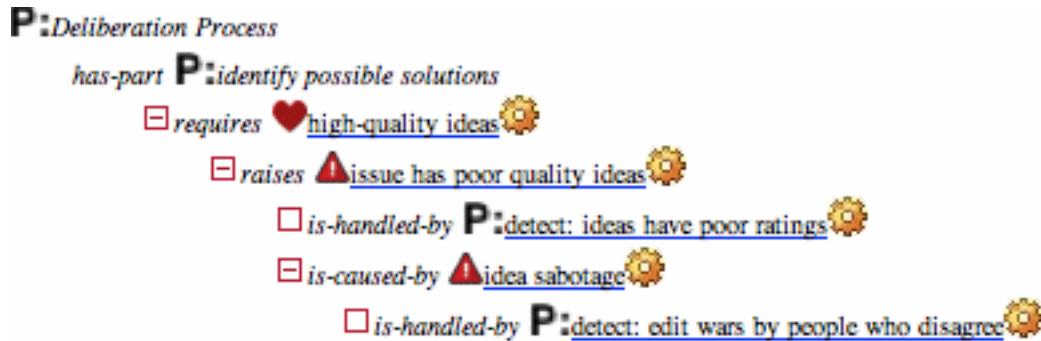 P:Deliberation Process
has-part P:identify possible solutions
requires high-quality ideas
raises issue has poor quality ideas
is-handled-by P:detect: ideas have poor ratings
is-caused-by idea sabotage
is-handled-by P:detect: edit wars by people who disagree